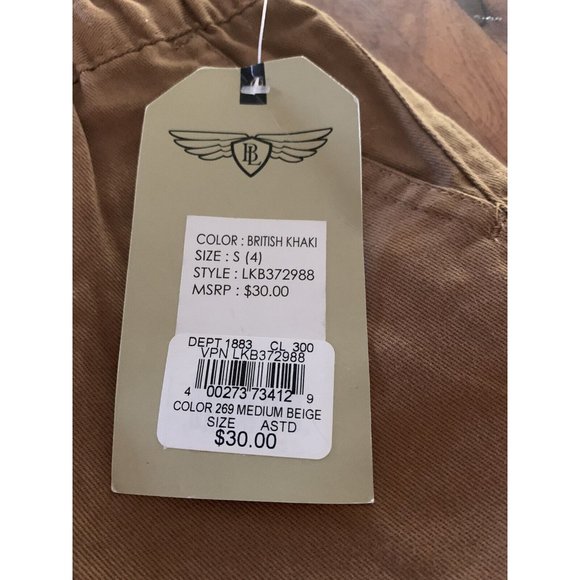 BL
COLOR : BRITISH KHAKI
SIZE : S (4)
STYLE : LKB372988
MSRP : $30.00
DEPT 1883 CL 300
VPN LKB372988
4 00273 73412 9
COLOR 269 MEDIUM BEIGE
SIZE ASTD
$30.00